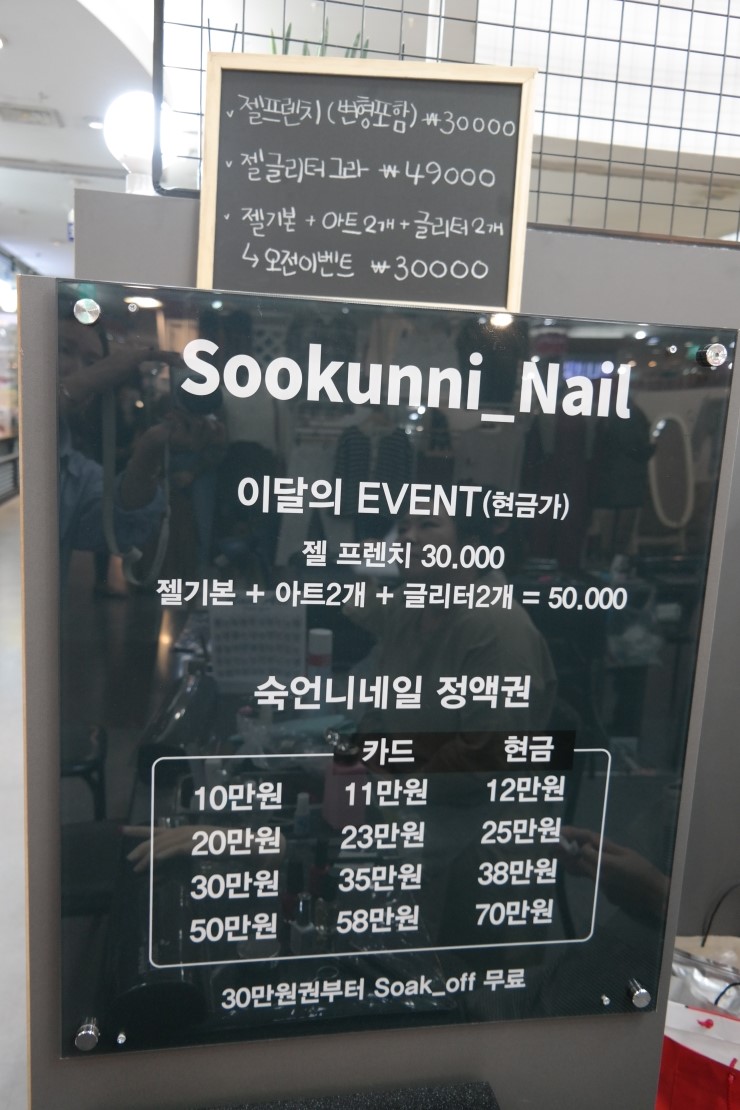 ✓ 젤프렌치 (변형포함) ₩30000
✓ 젤글리터그라 ₩49000
✓ 젤기본 + 아트2개 + 글리터2개
↳ 오전이벤트 ₩30000
Sookunni_Nail
이달의 EVENT(현금가)
젤 프렌치 30.000
젤기본 + 아트2개 + 글리터2개 = 50.000
숙언니네일 정액권
카드 현금
10만원 11만원 12만원
20만원 23만원 25만원
30만원 35만원 38만원
50만원 58만원 70만원
30만원권부터 Soak_off 무료